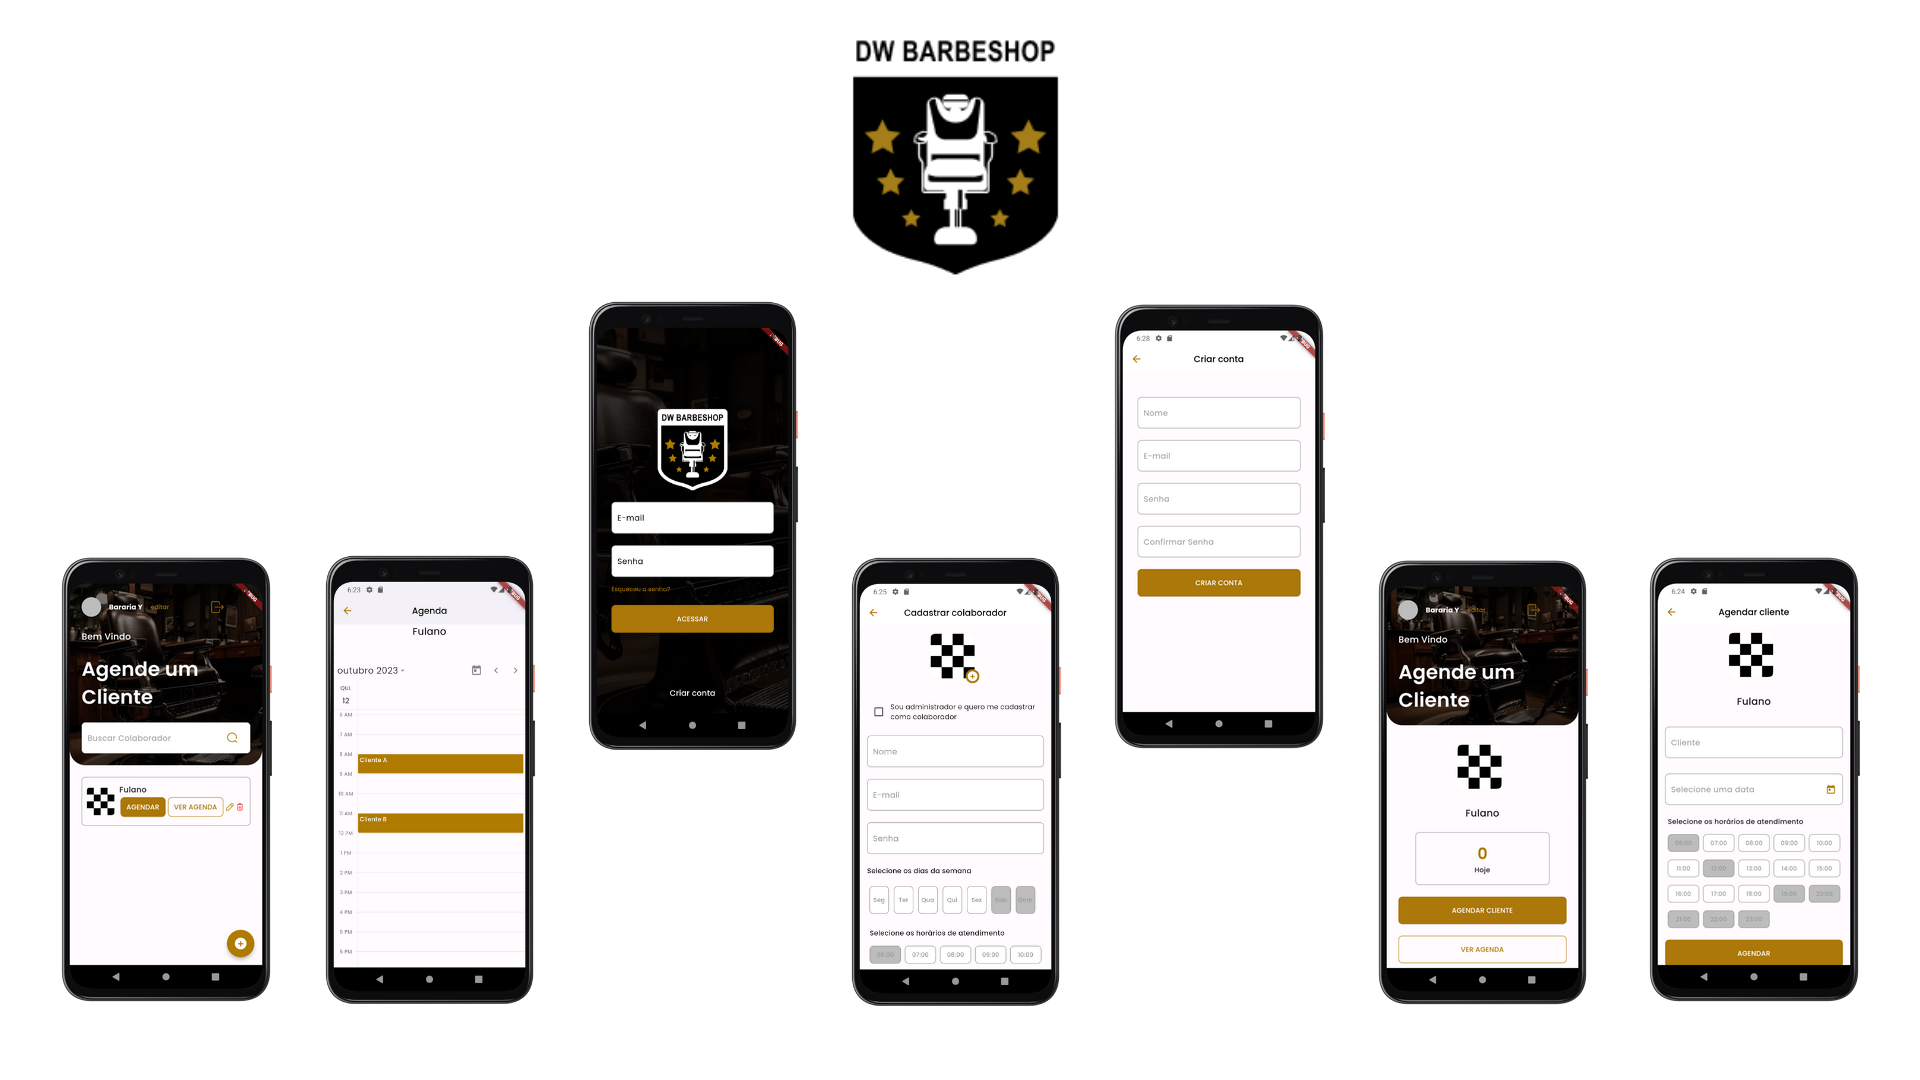 DW BARBESHOP
Bararia Y editor
Bem Vindo
Agende um
Cliente
Buscar Colaborador
Fulano
AGENDAR
VER AGENDA
6:23
Agenda
Fulano
outubro 2023
QUI.
12
6 AM
7 AM
8 AM
Cliente A
9 AM
10 AM
11 AM
Cliente B
12 PM
1 PM
2 PM
3 PM
4 PM
5 PM
6 PM
DW BARBESHOP
E-mail
Senha
Esqueceu a senha?
ACESSAR
Criar conta
6:25
Cadastrar colaborador
Sou administrador e quero me cadastrar
como colaborador
Nome
E-mail
Senha
Selecione os dias da semana
Seg Ter Qua Qui Sex Sab Dom
Selecione os horários de atendimento
06:00 07:00 08:00 09:00 10:00
6:28
Criar conta
Nome
E-mail
Senha
Confirmar Senha
CRIAR CONTA
Bararia Y editor
Bem Vindo
Agende um
Cliente
Fulano
0
Hoje
AGENDAR CLIENTE
VER AGENDA
6:24
Agendar cliente
Fulano
Cliente
Selecione uma data
Selecione os horários de atendimento
06:00 07:00 08:00 09:00 10:00
11:00 12:00 13:00 14:00 15:00
16:00 17:00 18:00 19:00 20:00
21:00 22:00 23:00
AGENDAR